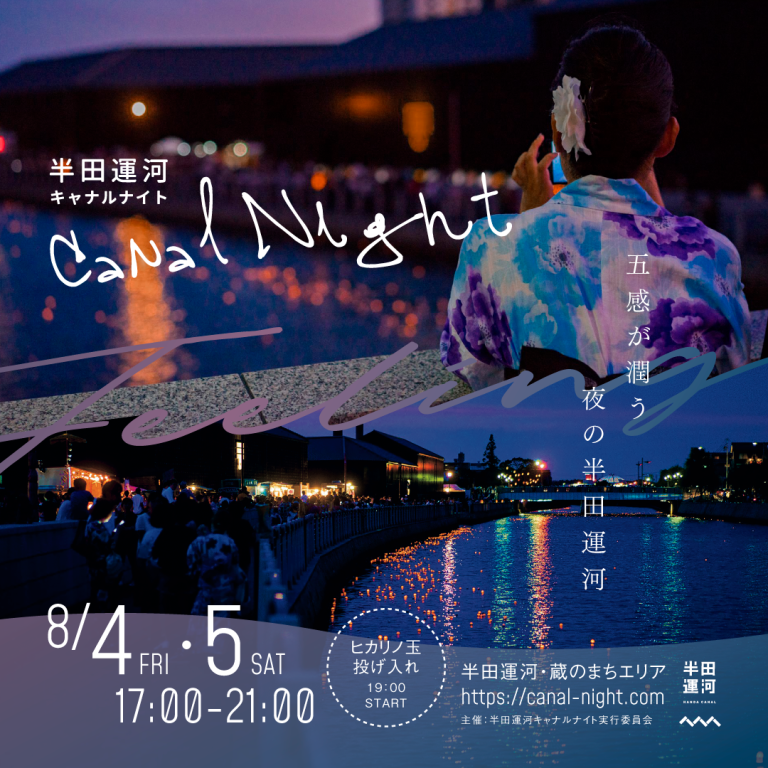 半田運河
キャナルナイト
Canal Night
Feeling
五感が潤う
夜の半田運河
8/4 FRI・5 SAT
17:00-21:00
ヒカリノ玉
投げ入れ
19:00
START
半田運河・蔵のまちエリア
https://canal-night.com
主催：半田運河キャナルナイト実行委員会
半田
運河
HANDA CANAL